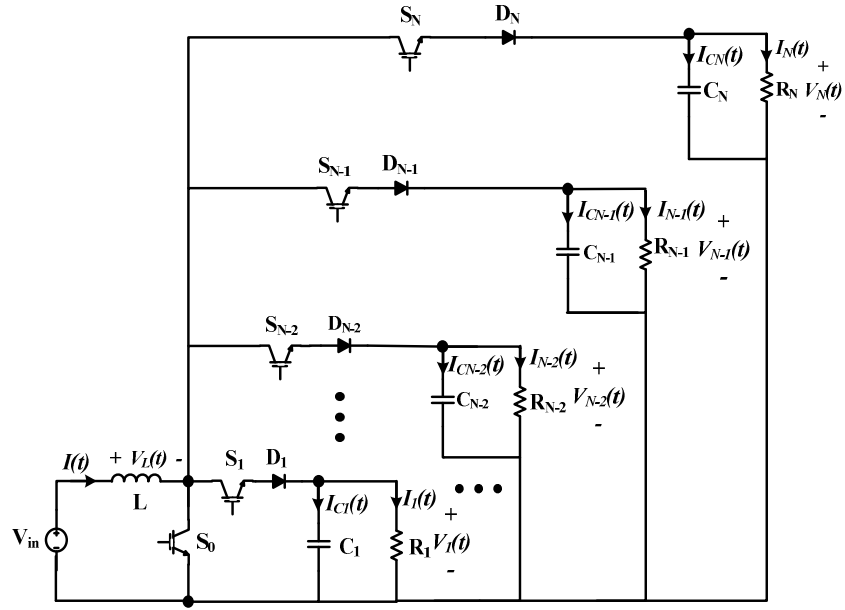 S_N D_N
I_CN(t) I_N(t)
C_N R_N + V_N(t) -
S_N-1 D_N-1
I_CN-1(t) I_N-1(t)
C_N-1 R_N-1 + V_N-1(t) -
S_N-2 D_N-2
I_CN-2(t) I_N-2(t)
C_N-2 R_N-2 + V_N-2(t) -
I(t) + V_L(t) - S_1 D_1
L I_C1(t) I_1(t)
V_in S_0 C_1 R_1 + V_1(t) -